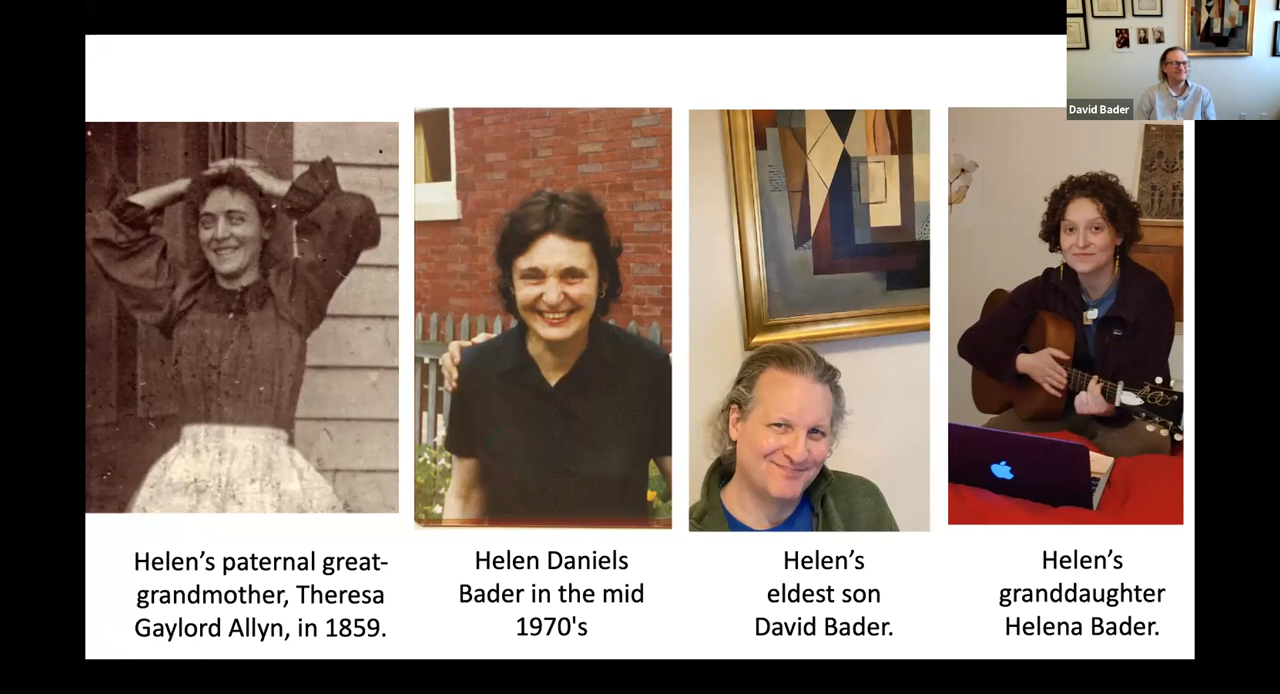 David Bader
Helen’s paternal great-
grandmother, Theresa
Gaylord Allyn, in 1859.
Helen Daniels
Bader in the mid
1970's
Helen’s
eldest son
David Bader.
Helen’s
granddaughter
Helena Bader.